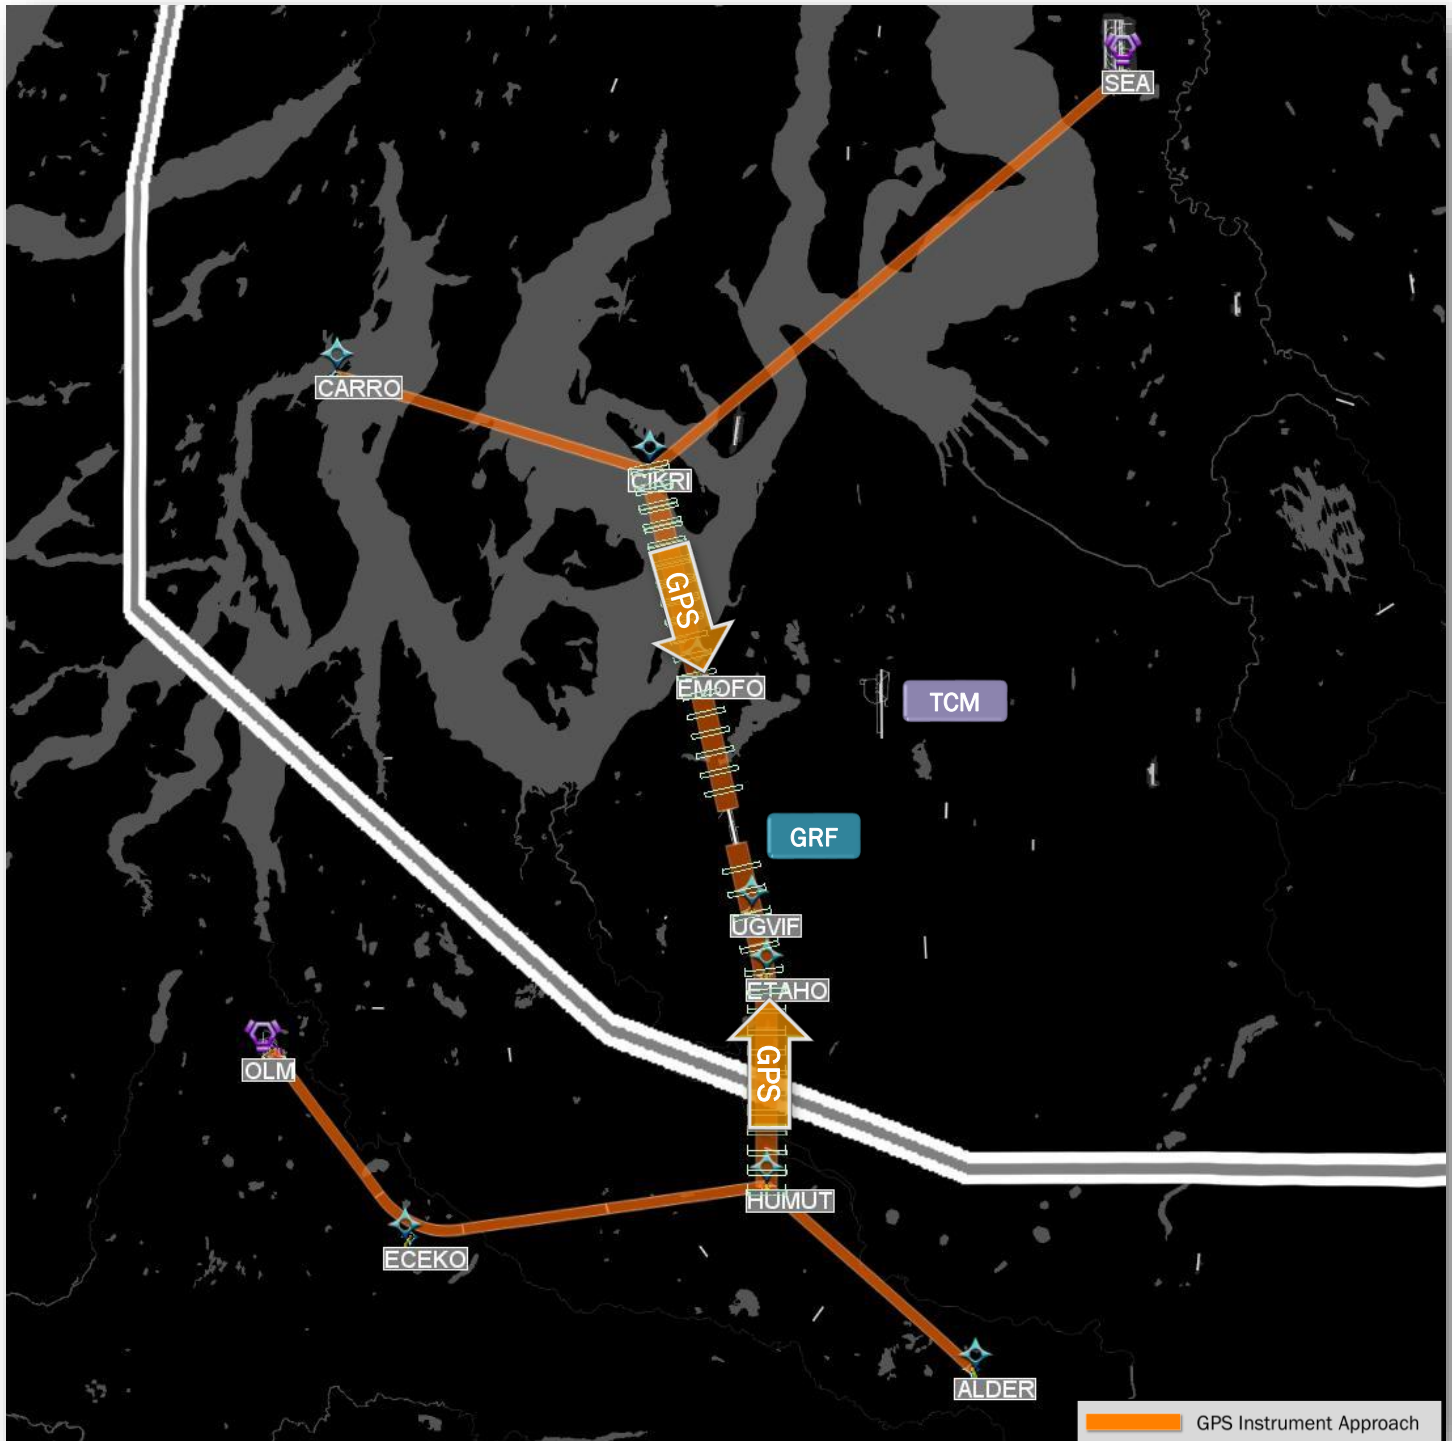 SEA
CARRO
CIKRI
GPS
EMOFO
TCM
GRF
UGVIF
ETAHO
GPS
OLM
HUMUT
ECEKO
ALDER
GPS Instrument Approach